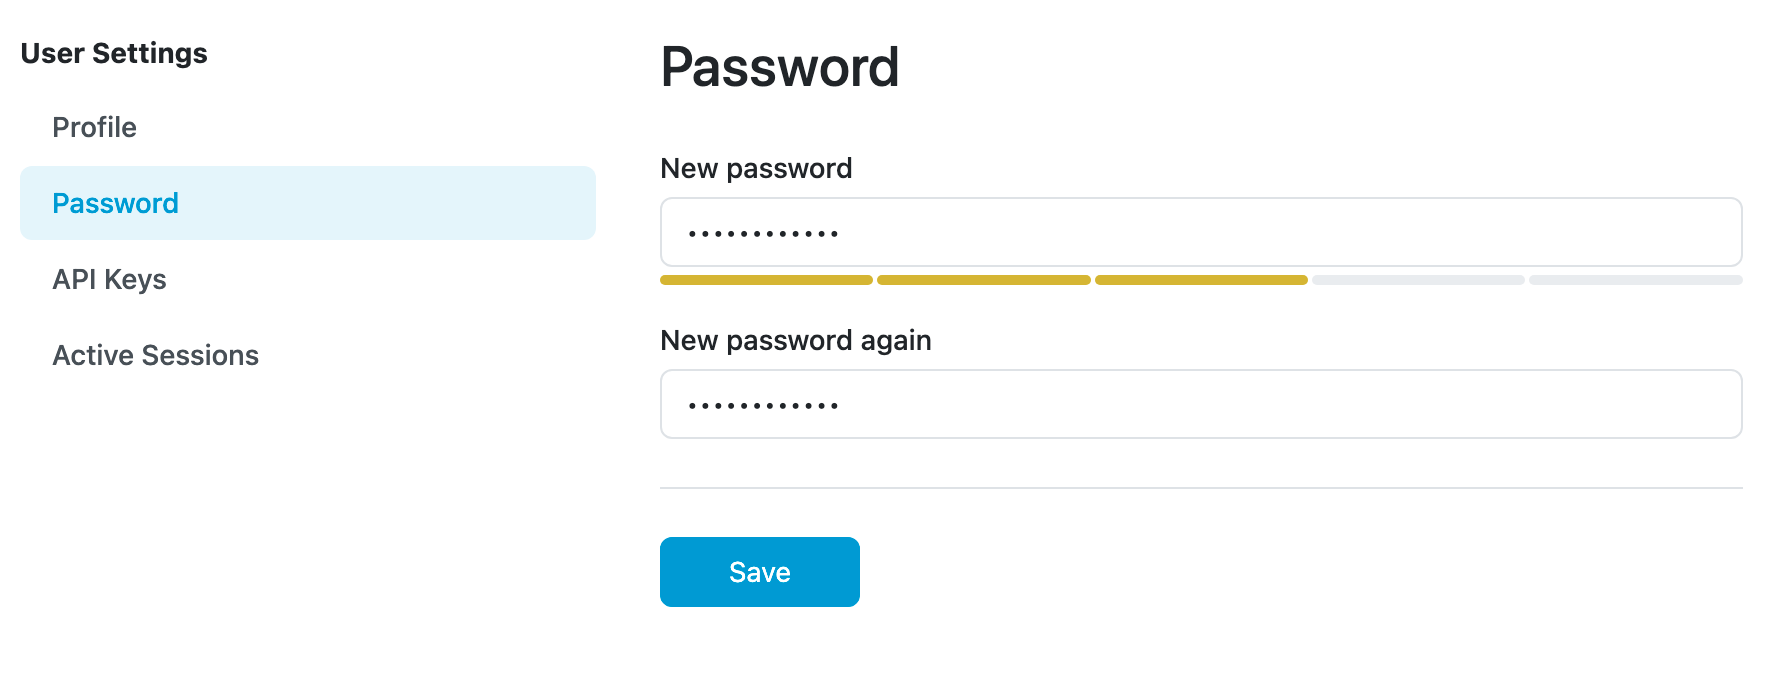 User Settings
Profile
Password
API Keys
Active Sessions
Password
New password
••••••••••••
New password again
••••••••••••
Save